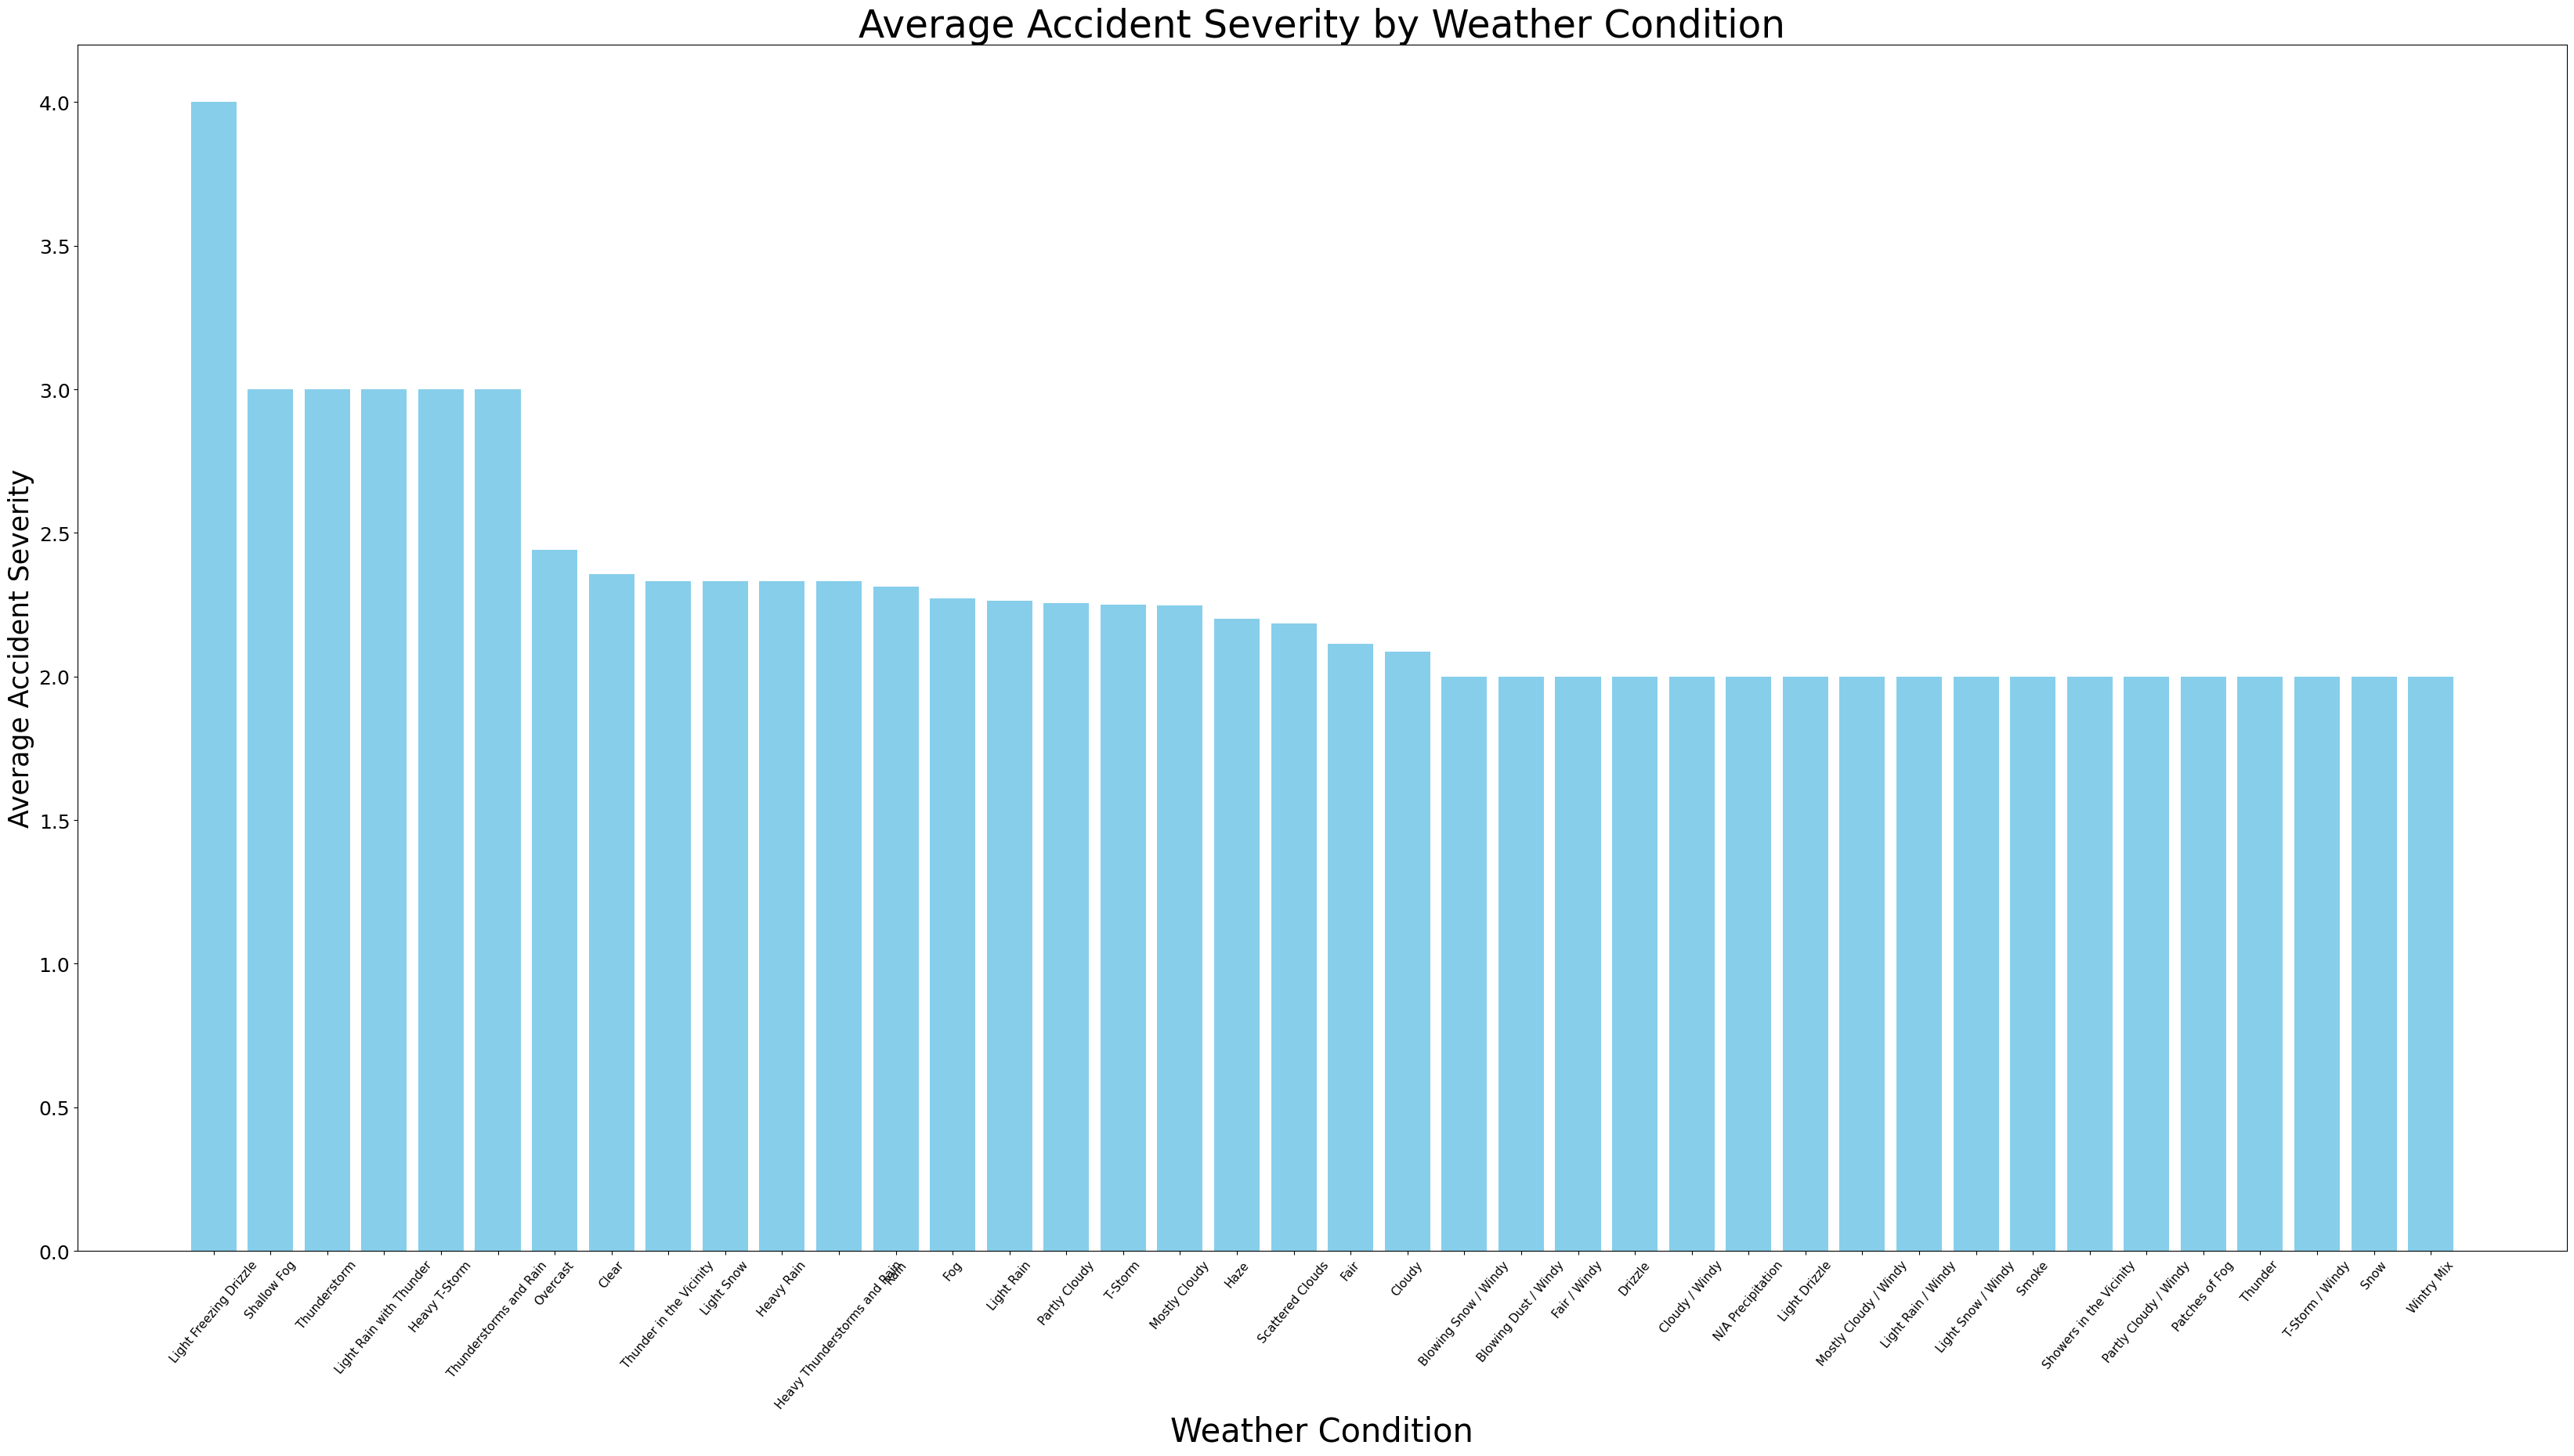 Average Accident Severity by Weather Condition
Average Accident Severity
4.0
3.5
3.0
2.5
2.0
1.5
1.0
0.5
0.0
Light Freezing Drizzle
Shallow Fog
Thunderstorm
Light Rain with Thunder
Heavy T-Storm
Thunderstorms and Rain
Overcast
Clear
Thunder in the Vicinity
Light Snow
Heavy Rain
Heavy Thunderstorms and Rain
Rain
Fog
Light Rain
Partly Cloudy
T-Storm
Mostly Cloudy
Haze
Scattered Clouds
Fair
Cloudy
Blowing Snow / Windy
Blowing Dust / Windy
Fair / Windy
Drizzle
Cloudy / Windy
N/A Precipitation
Light Drizzle
Mostly Cloudy / Windy
Light Rain / Windy
Light Snow / Windy
Smoke
Showers in the Vicinity
Partly Cloudy / Windy
Patches of Fog
Thunder
T-Storm / Windy
Snow
Wintry Mix
Weather Condition